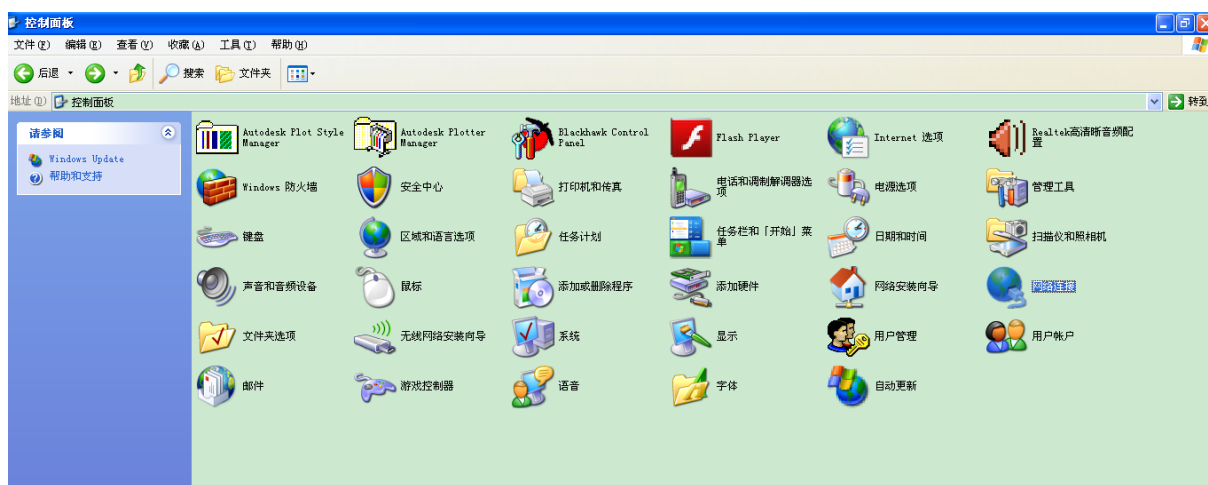 控制面板
文件(F) 编辑(E) 查看(V) 收藏(A) 工具(T) 帮助(H)
后退 搜索 文件夹
地址(D) 控制面板 转到
请参阅
Windows Update
帮助和支持
Autodesk Plot Style
Manager
Autodesk Plotter
Manager
Blackhawk Control
Panel
Flash Player
Internet 选项
Realtek高清晰音频配
置
Windows 防火墙
安全中心
打印机和传真
电话和调制解调器选
项
电源选项
管理工具
键盘
区域和语言选项
任务计划
任务栏和「开始」菜
单
日期和时间
扫描仪和照相机
声音和音频设备
鼠标
添加或删除程序
添加硬件
网络安装向导
网络连接
文件夹选项
无线网络安装向导
系统
显示
用户管理
用户帐户
邮件
游戏控制器
语音
字体
自动更新